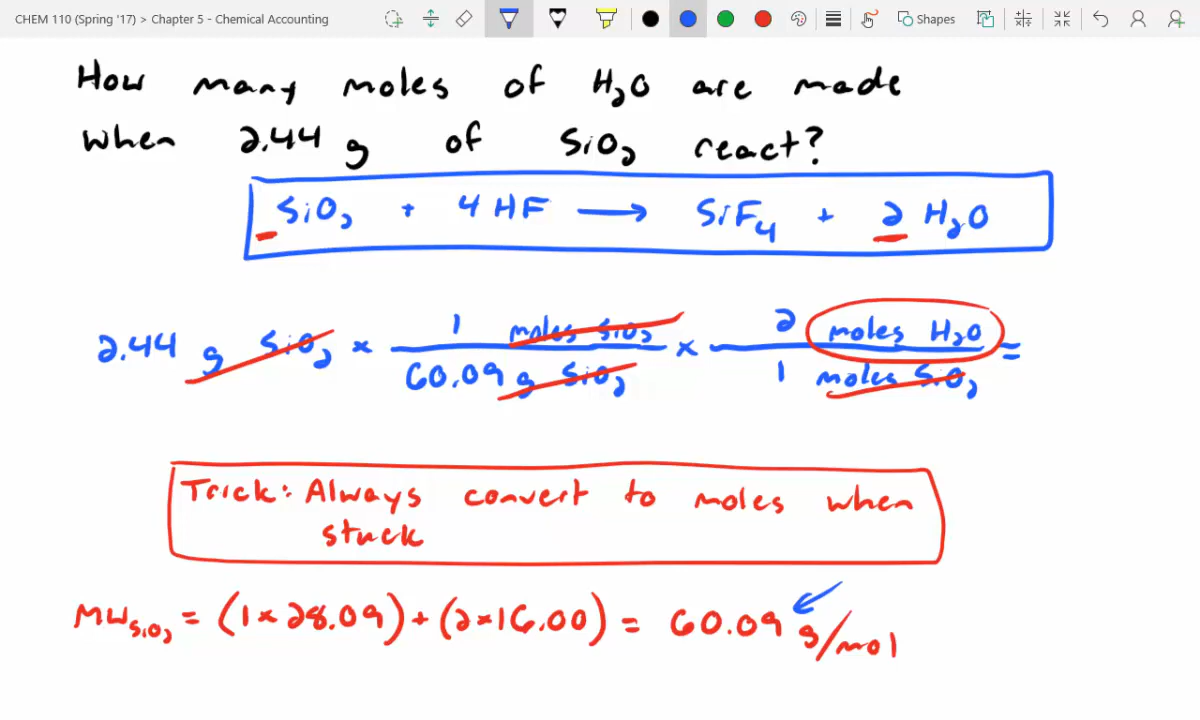 CHEM 110 (Spring '17) > Chapter 5 - Chemical Accounting Shapes
How many moles of H₂O are made
when 2.44 g of SiO₂ react?
SiO₂ + 4 HF → SiF₄ + 2 H₂O
2.44 g SiO₂ × 1 moles SiO₂ / 60.09 g SiO₂ × 2 moles H₂O / 1 moles SiO₂ =
Trick: Always convert to moles when
stuck
MW SiO₂ = (1×28.09) + (2×16.00) = 60.09 g/mol